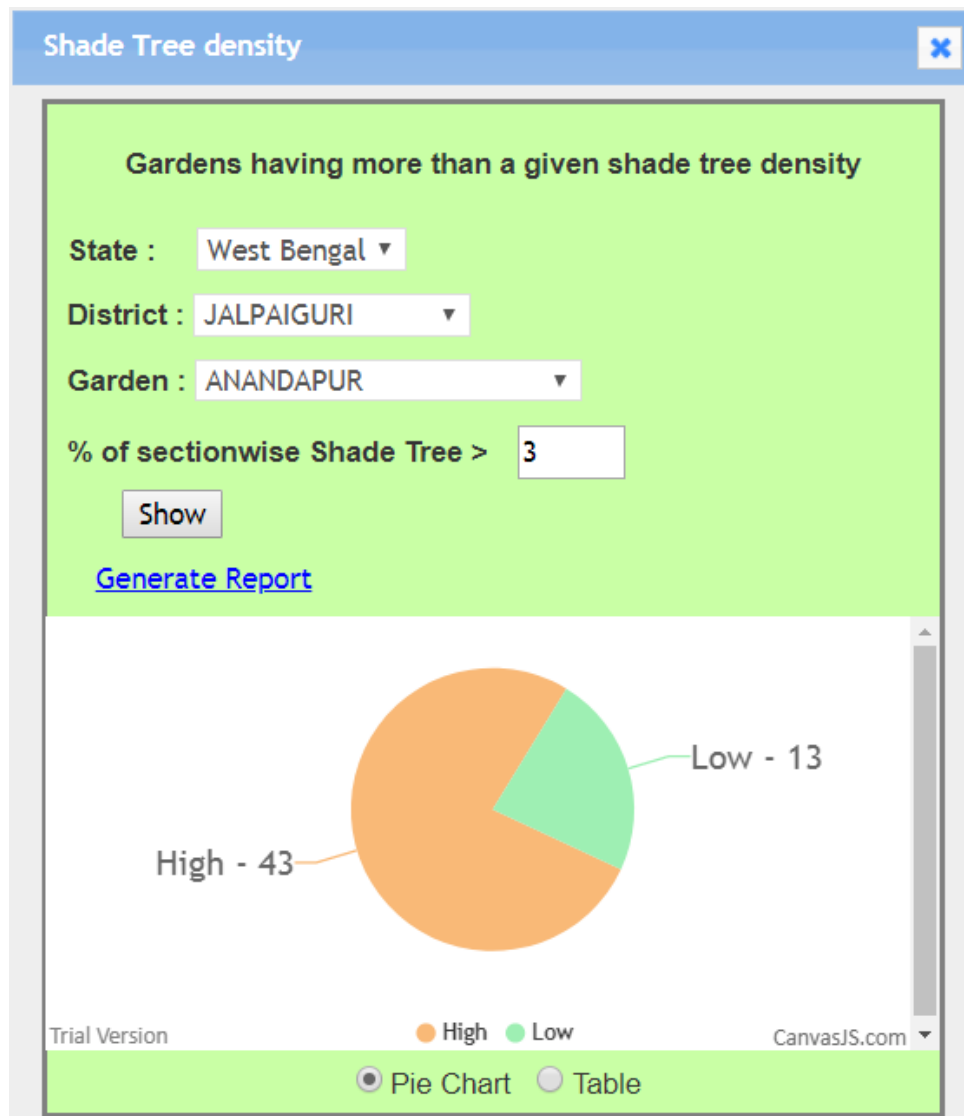 Shade Tree density
Gardens having more than a given shade tree density
State : West Bengal
District : JALPAIGURI
Garden : ANANDAPUR
% of sectionwise Shade Tree > 3
Show
Generate Report
Low - 13
High - 43
Trial Version High Low CanvasJS.com
Pie Chart Table